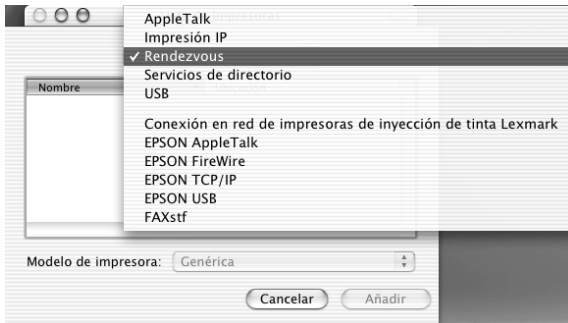 AppleTalk
Impresión IP
✓ Rendezvous
Servicios de directorio
USB
Conexión en red de impresoras de inyección de tinta Lexmark
EPSON AppleTalk
EPSON FireWire
EPSON TCP/IP
EPSON USB
FAXstf
Nombre
Modelo de impresora: Genérica
Cancelar Añadir